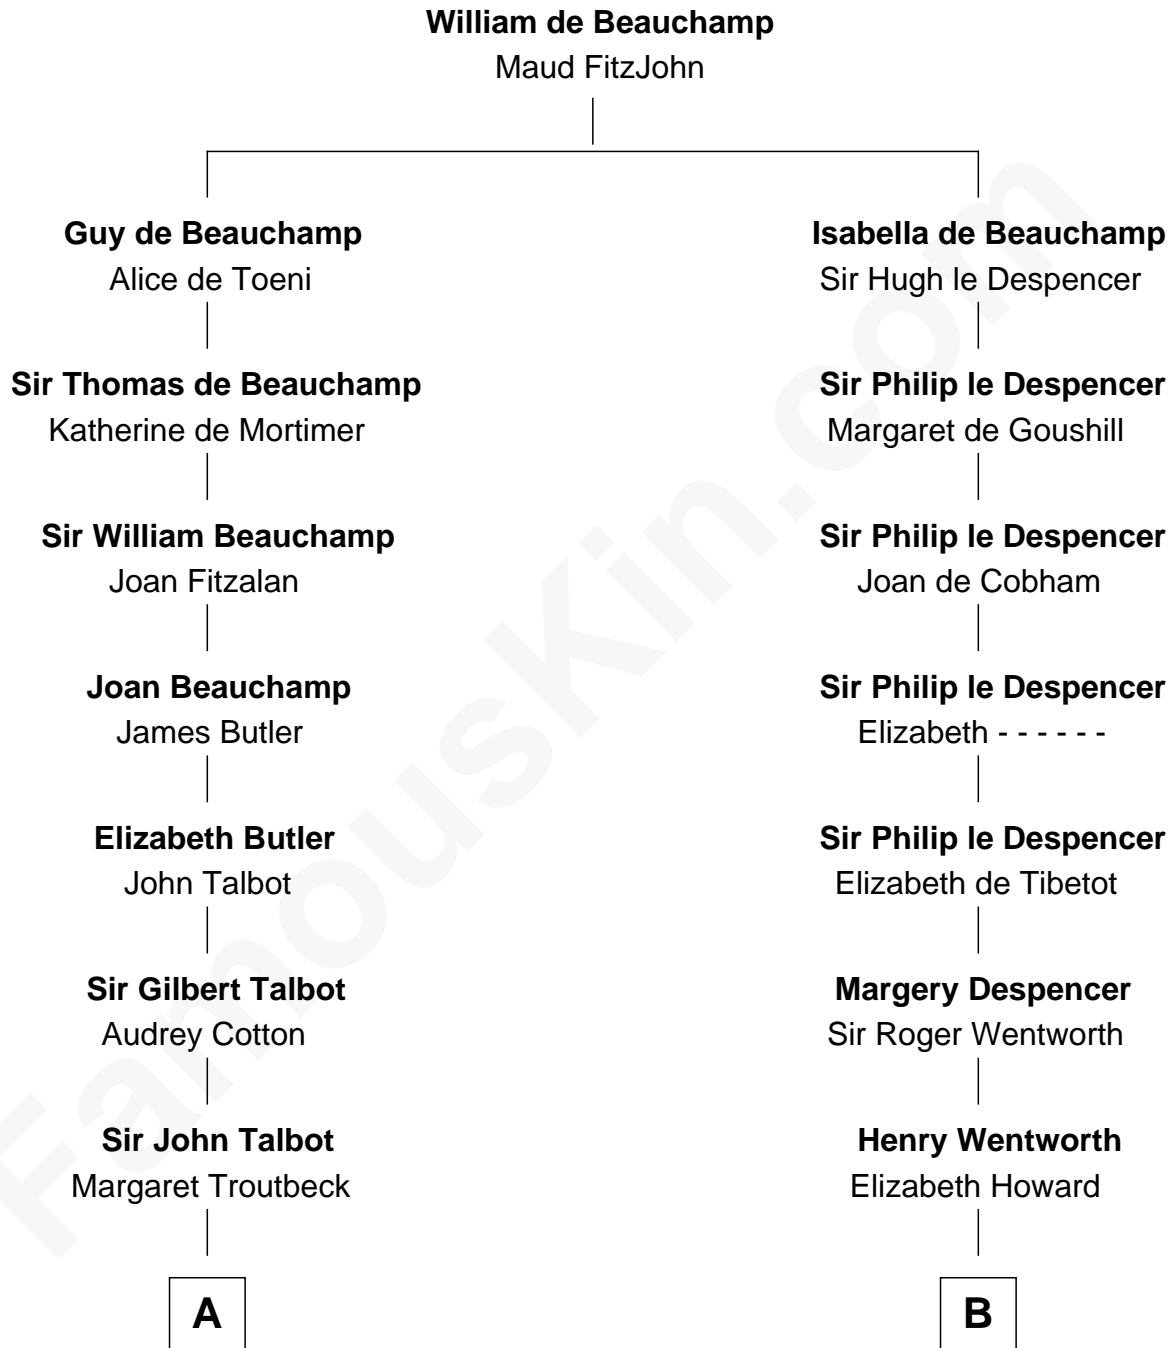 William de Beauchamp
Maud FitzJohn
Guy de Beauchamp
Alice de Toeni
Isabella de Beauchamp
Sir Hugh le Despencer
Sir Thomas de Beauchamp
Katherine de Mortimer
Sir Philip le Despencer
Margaret de Goushill
Sir William Beauchamp
Joan Fitzalan
Sir Philip le Despencer
Joan de Cobham
Joan Beauchamp
James Butler
Sir Philip le Despencer
Elizabeth - - - - - -
Elizabeth Butler
John Talbot
Sir Philip le Despencer
Elizabeth de Tibetot
Sir Gilbert Talbot
Audrey Cotton
Margery Despencer
Sir Roger Wentworth
Sir John Talbot
Margaret Troutbeck
Henry Wentworth
Elizabeth Howard
A
B
FamousKin.com